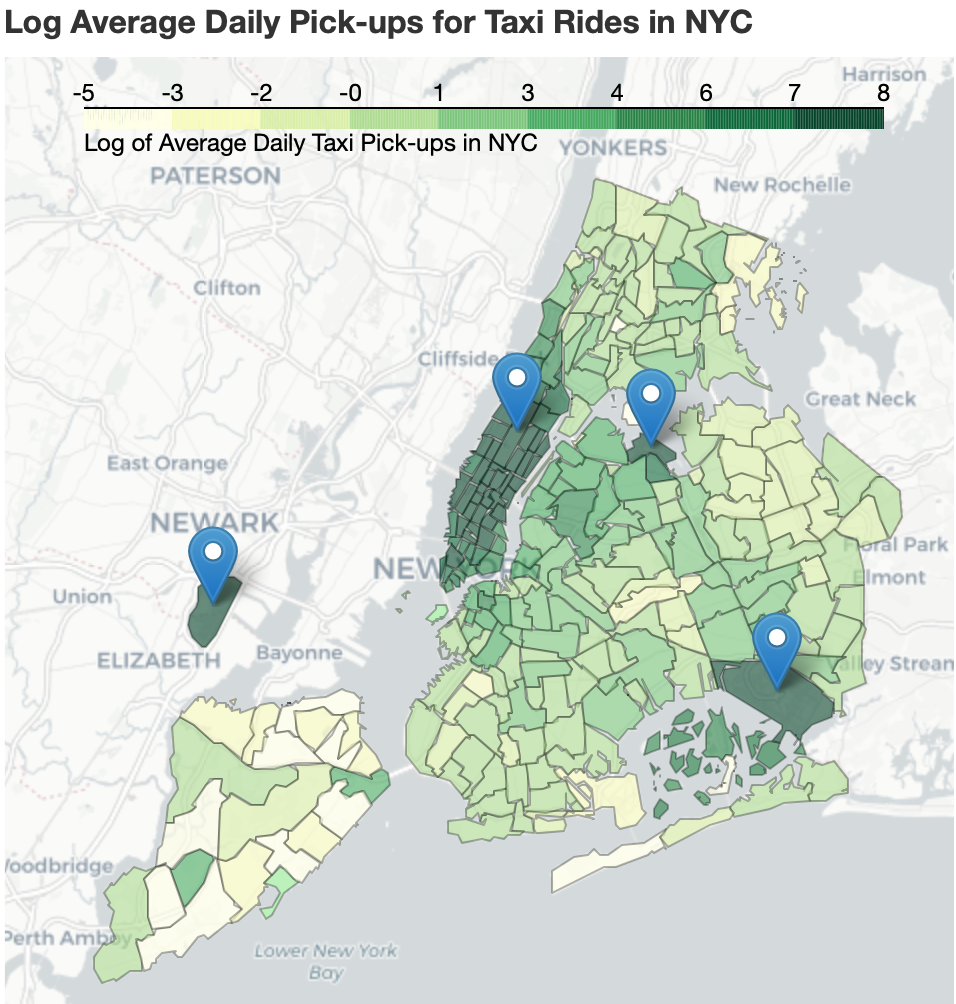 Log Average Daily Pick-ups for Taxi Rides in NYC
Harrison
-5 -3 -2 -0 1 3 4 6 7 8
Log of Average Daily Taxi Pick-ups in NYC
YONKERS
PATERSON
New Rochelle
Clifton
Cliffside
Great Neck
East Orange
NEWARK
Floral Park
NEW YORK
Elmont
Union
Bayonne
ELIZABETH
Valley Stream
Woodbridge
Perth Amboy
Lower New York
Bay